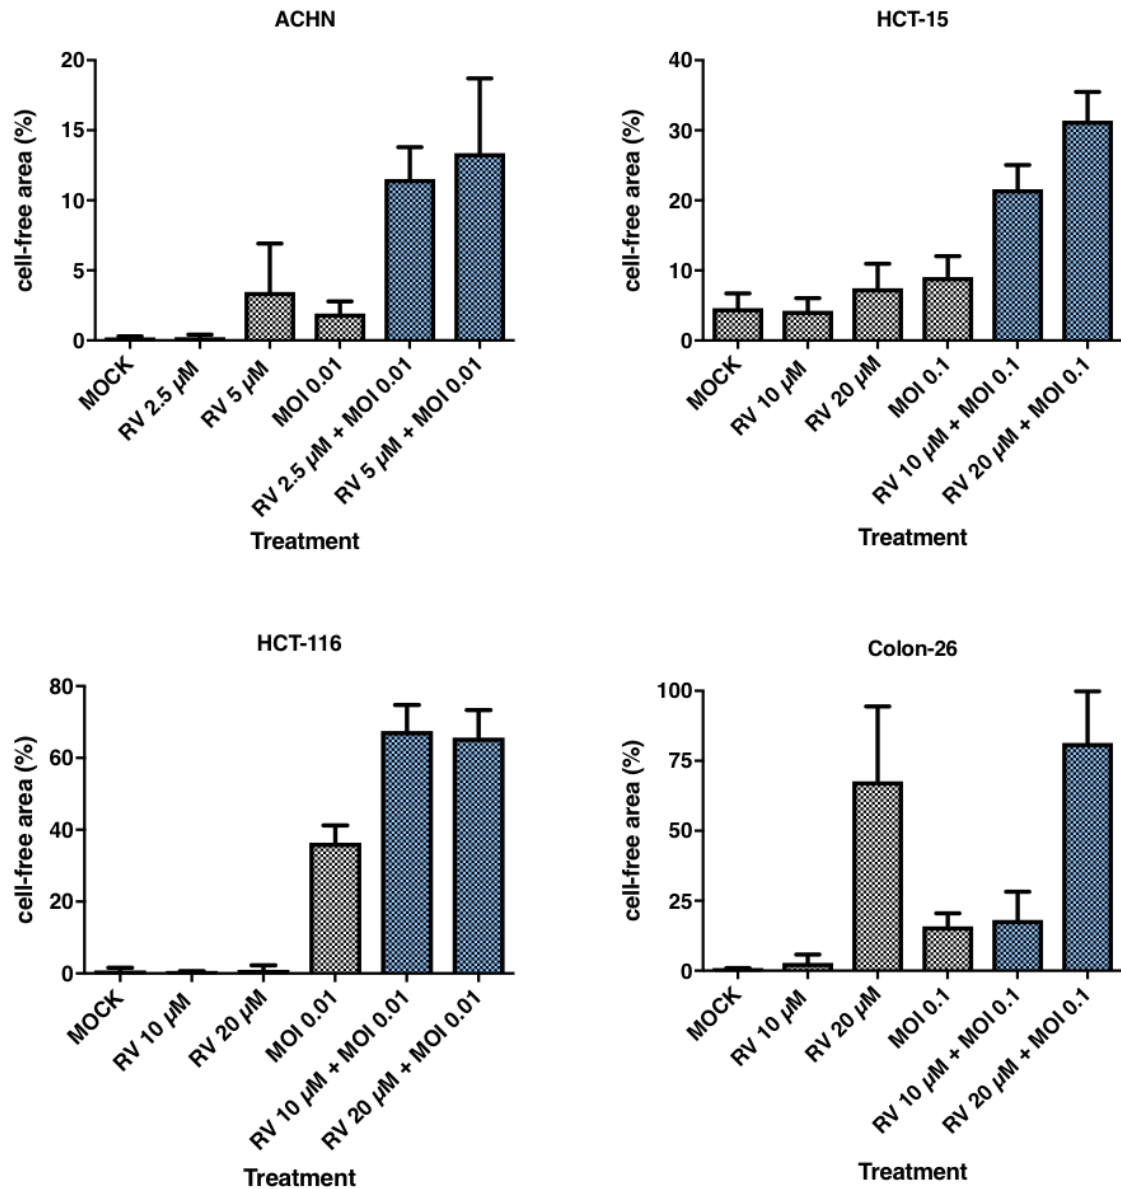 ACHN
cell-free area (%)
20
15
10
5
0
MOCK
RV 2.5 µM
RV 5 µM
MOI 0.01
RV 2.5 µM + MOI 0.01
RV 5 µM + MOI 0.01
Treatment
HCT-15
cell-free area (%)
40
30
20
10
0
MOCK
RV 10 µM
RV 20 µM
MOI 0.1
RV 10 µM + MOI 0.1
RV 20 µM + MOI 0.1
Treatment
HCT-116
cell-free area (%)
80
60
40
20
0
MOCK
RV 10 µM
RV 20 µM
MOI 0.01
RV 10 µM + MOI 0.01
RV 20 µM + MOI 0.01
Treatment
Colon-26
cell-free area (%)
100
75
50
25
0
MOCK
RV 10 µM
RV 20 µM
MOI 0.1
RV 10 µM + MOI 0.1
RV 20 µM + MOI 0.1
Treatment